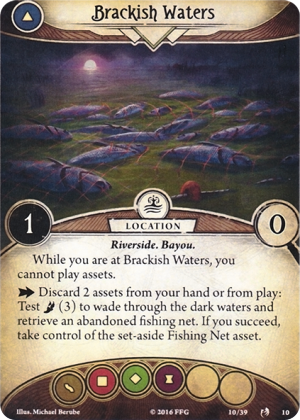 Brackish Waters
1
LOCATION
0
Riverside. Bayou.
While you are at Brackish Waters, you
cannot play assets.
Discard 2 assets from your hand or from play:
Test (3) to wade through the dark waters and
retrieve an abandoned fishing net. If you succeed,
take control of the set-aside Fishing Net asset.
Illus. Michael Berube © 2016 FFG 10/39 10